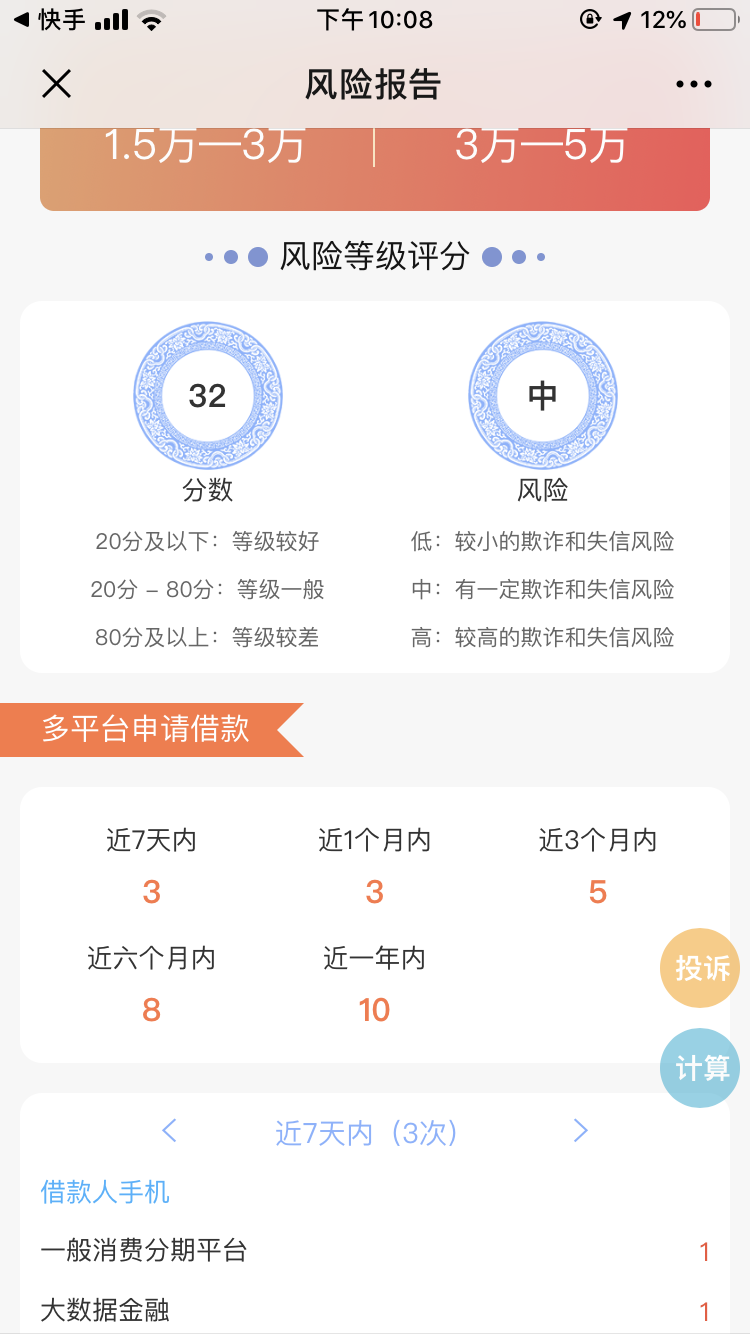 快手 下午10:08 12%
风险报告
1.5万—3万 3万—5万
风险等级评分
32 中
分数 风险
20分及以下：等级较好 低：较小的欺诈和失信风险
20分 – 80分：等级一般 中：有一定欺诈和失信风险
80分及以上：等级较差 高：较高的欺诈和失信风险
多平台申请借款
近7天内 近1个月内 近3个月内
3 3 5
近六个月内 近一年内
8 10
投诉
计算
近7天内（3次）
借款人手机
一般消费分期平台 1
大数据金融 1